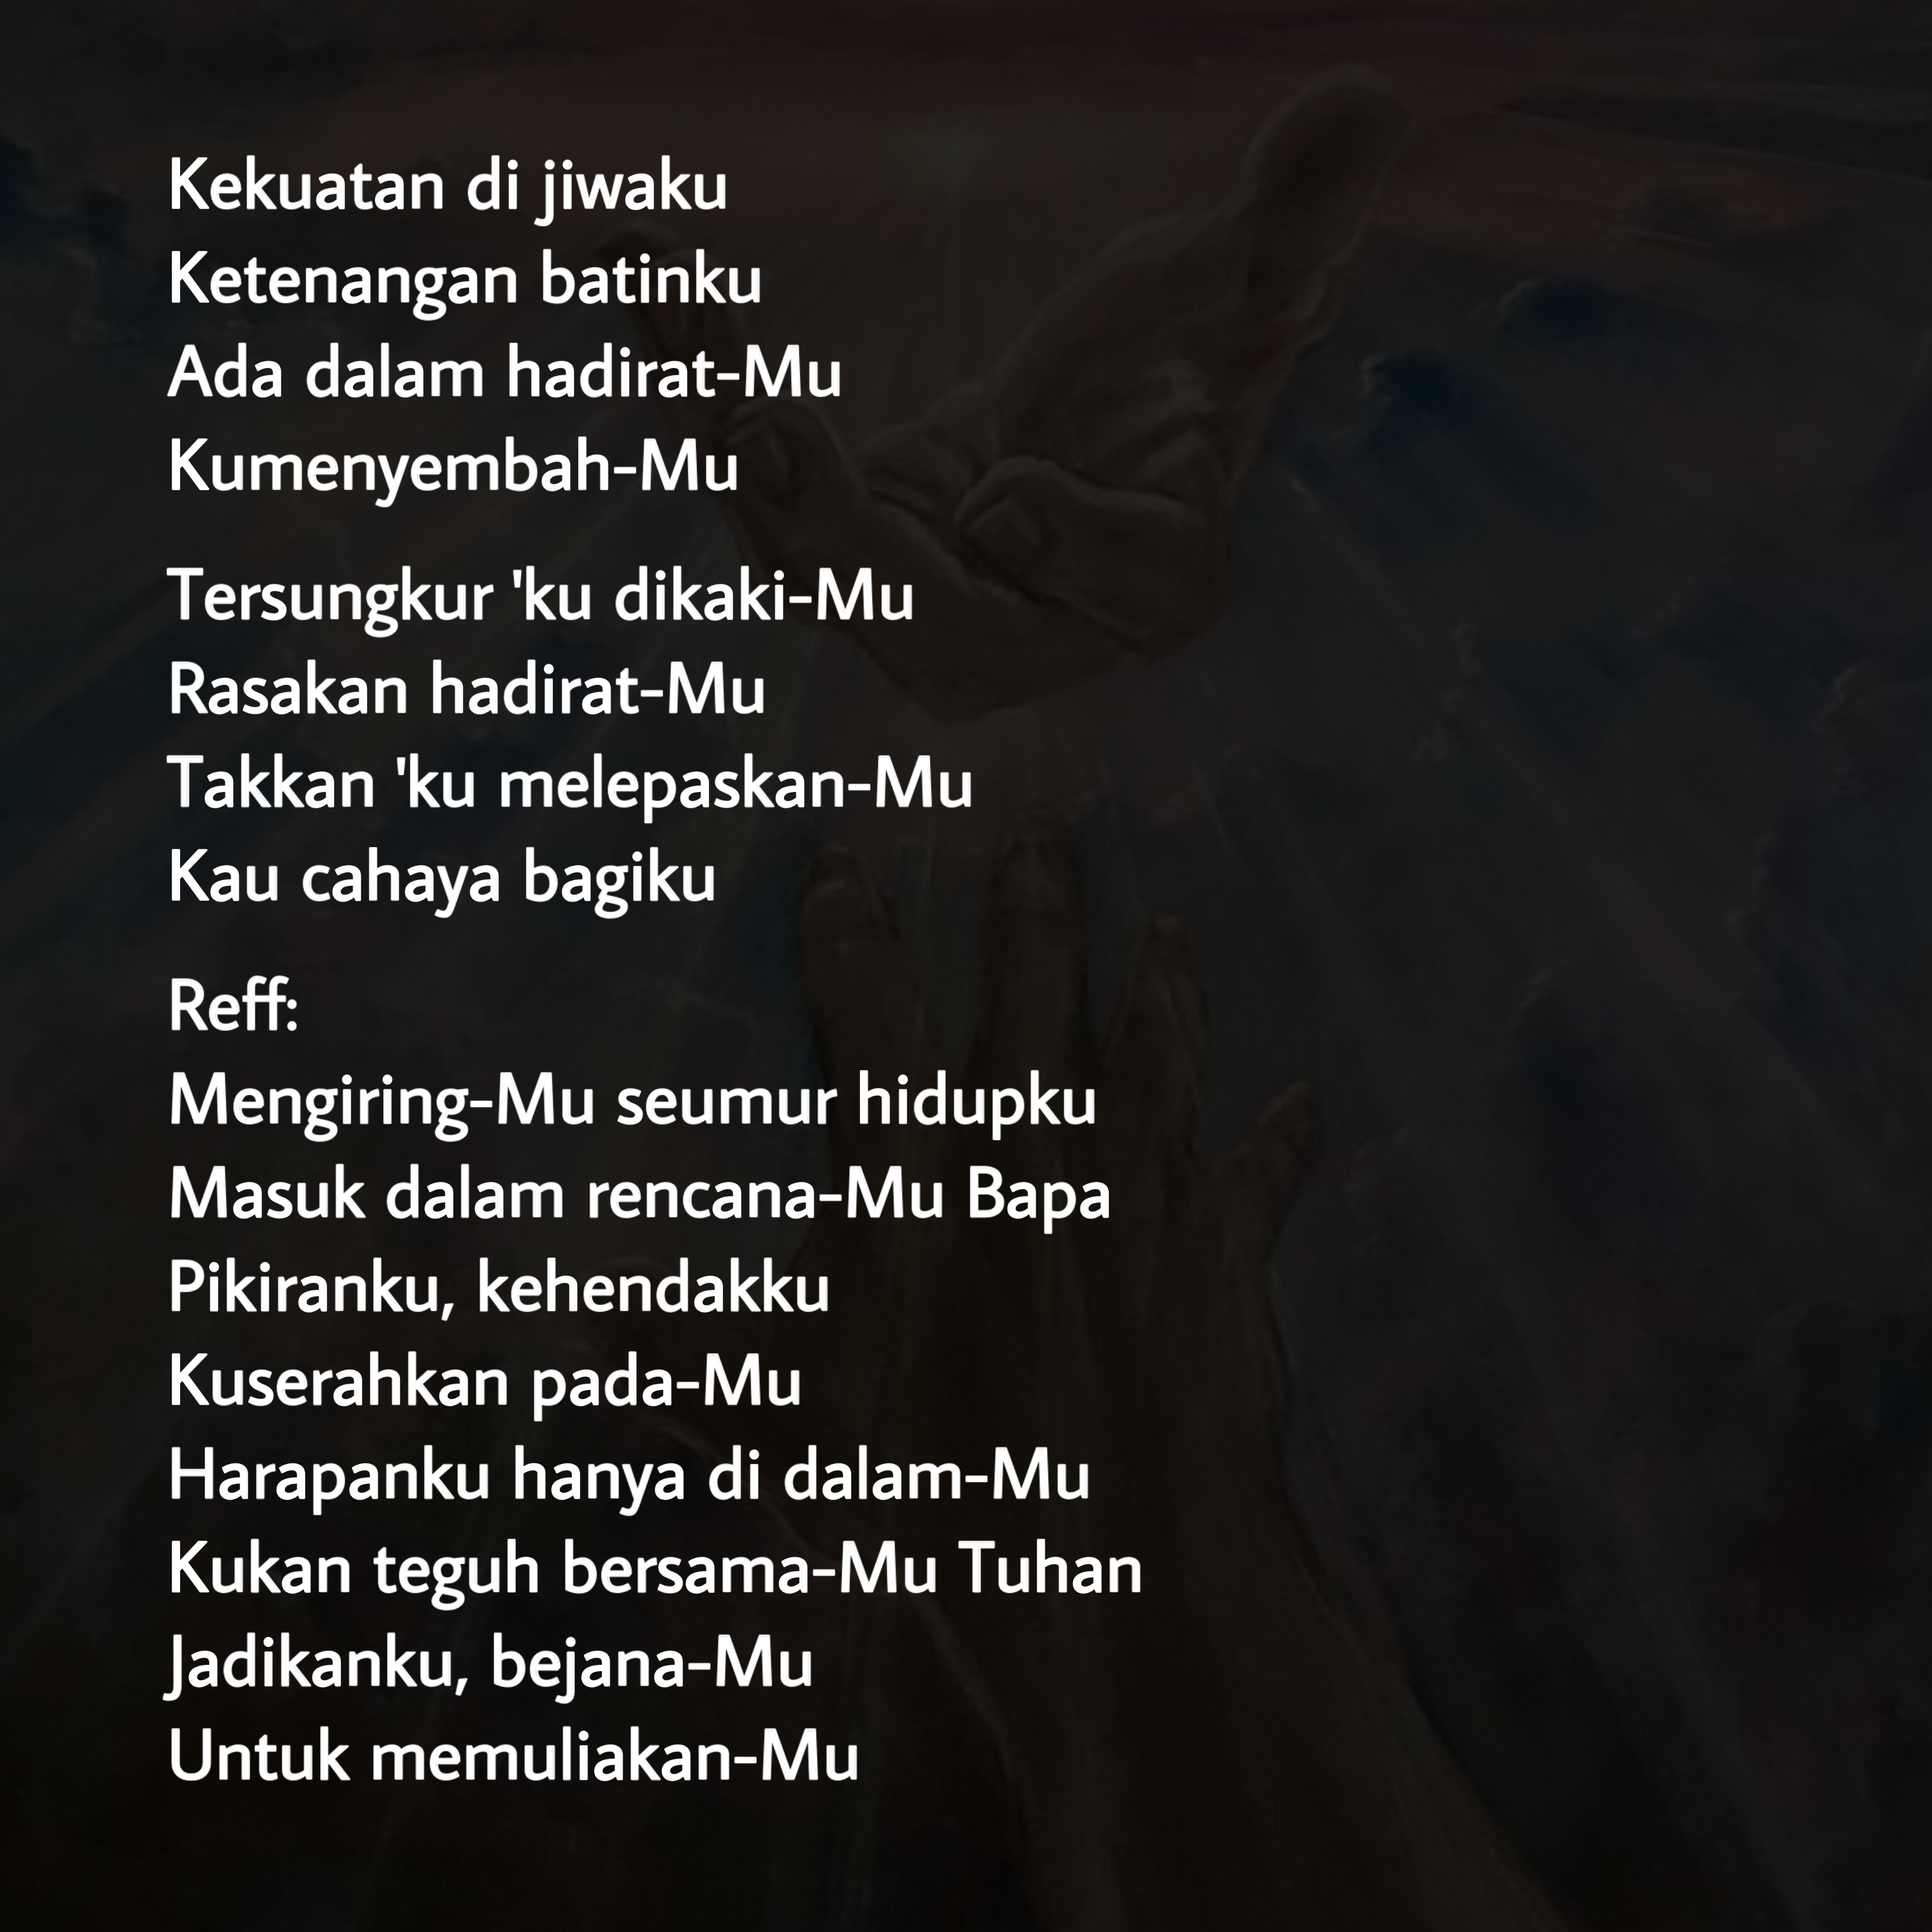 Kekuatan di jiwaku
Ketenangan batinku
Ada dalam hadirat-Mu
Kumenyembah-Mu
Tersungkur 'ku dikaki-Mu
Rasakan hadirat-Mu
Takkan 'ku melepaskan-Mu
Kau cahaya bagiku
Reff:
Mengiring-Mu seumur hidupku
Masuk dalam rencana-Mu Bapa
Pikiranku, kehendakku
Kuserahkan pada-Mu
Harapanku hanya di dalam-Mu
Kukan teguh bersama-Mu Tuhan
Jadikanku, bejana-Mu
Untuk memuliakan-Mu